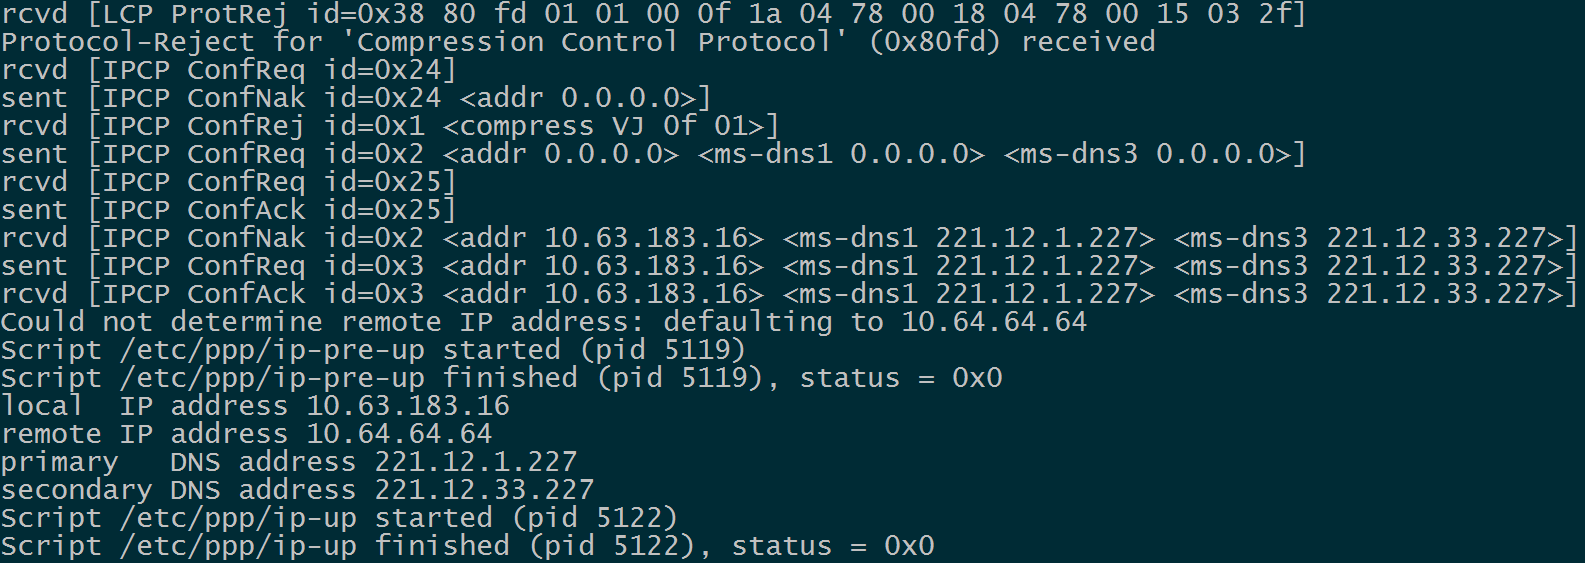 rcvd [LCP ProtRej id=0x38 80 fd 01 01 00 0f 1a 04 78 00 18 04 78 00 15 03 2f]
Protocol-Reject for 'Compression Control Protocol' (0x80fd) received
rcvd [IPCP ConfReq id=0x24]
sent [IPCP ConfNak id=0x24 <addr 0.0.0.0>]
rcvd [IPCP ConfRej id=0x1 <compress VJ 0f 01>]
sent [IPCP ConfReq id=0x2 <addr 0.0.0.0> <ms-dns1 0.0.0.0> <ms-dns3 0.0.0.0>]
rcvd [IPCP ConfReq id=0x25]
sent [IPCP ConfAck id=0x25]
rcvd [IPCP ConfNak id=0x2 <addr 10.63.183.16> <ms-dns1 221.12.1.227> <ms-dns3 221.12.33.227>]
sent [IPCP ConfReq id=0x3 <addr 10.63.183.16> <ms-dns1 221.12.1.227> <ms-dns3 221.12.33.227>]
rcvd [IPCP ConfAck id=0x3 <addr 10.63.183.16> <ms-dns1 221.12.1.227> <ms-dns3 221.12.33.227>]
Could not determine remote IP address: defaulting to 10.64.64.64
Script /etc/ppp/ip-pre-up started (pid 5119)
Script /etc/ppp/ip-pre-up finished (pid 5119), status = 0x0
local  IP address 10.63.183.16
remote IP address 10.64.64.64
primary   DNS address 221.12.1.227
secondary DNS address 221.12.33.227
Script /etc/ppp/ip-up started (pid 5122)
Script /etc/ppp/ip-up finished (pid 5122), status = 0x0